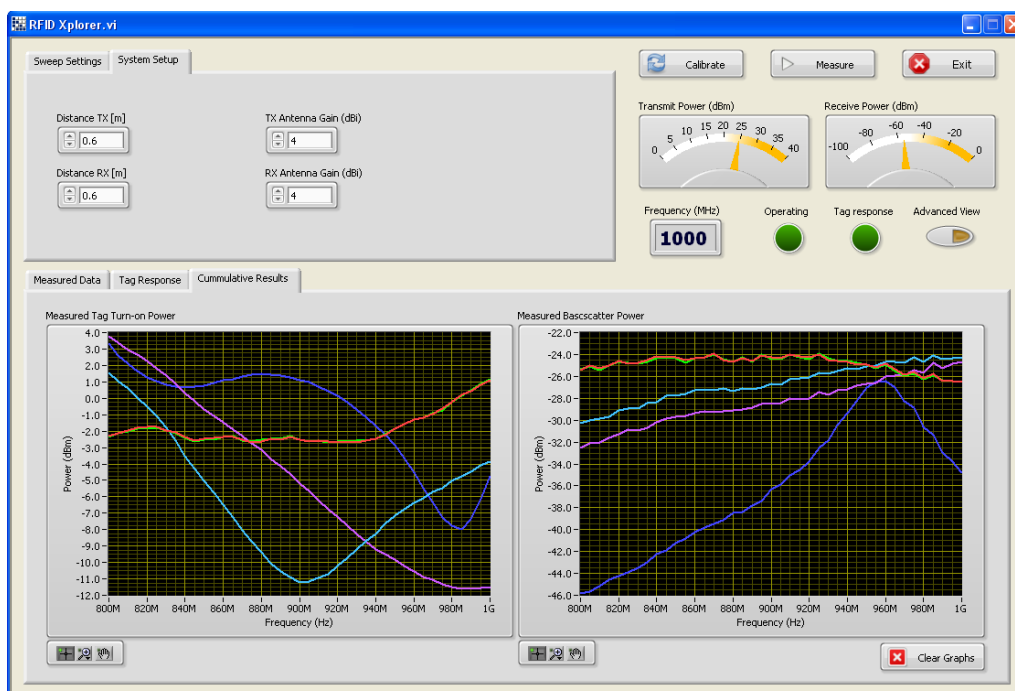 RFID Xplorer.vi
Sweep Settings System Setup
Distance TX [m]
0.6
Distance RX [m]
0.6
TX Antenna Gain (dBi)
4
RX Antenna Gain (dBi)
4
Calibrate Measure Exit
Transmit Power (dBm)
0 5 10 15 20 25 30 35 40
Receive Power (dBm)
-100 -80 -60 -40 -20 0
Frequency (MHz)
1000
Operating
Tag response
Advanced View
Measured Data Tag Response Cummulative Results
Measured Tag Turn-on Power
Power (dBm)
4.0
3.0
2.0
1.0
0.0
-1.0
-2.0
-3.0
-4.0
-5.0
-6.0
-7.0
-8.0
-9.0
-10.0
-11.0
-12.0
800M 820M 840M 860M 880M 900M 920M 940M 960M 980M 1G
Frequency (Hz)
Measured Bascscatter Power
Power (dBm)
-22.0
-24.0
-26.0
-28.0
-30.0
-32.0
-34.0
-36.0
-38.0
-40.0
-42.0
-44.0
-46.0
800M 820M 840M 860M 880M 900M 920M 940M 960M 980M 1G
Frequency (Hz)
Clear Graphs